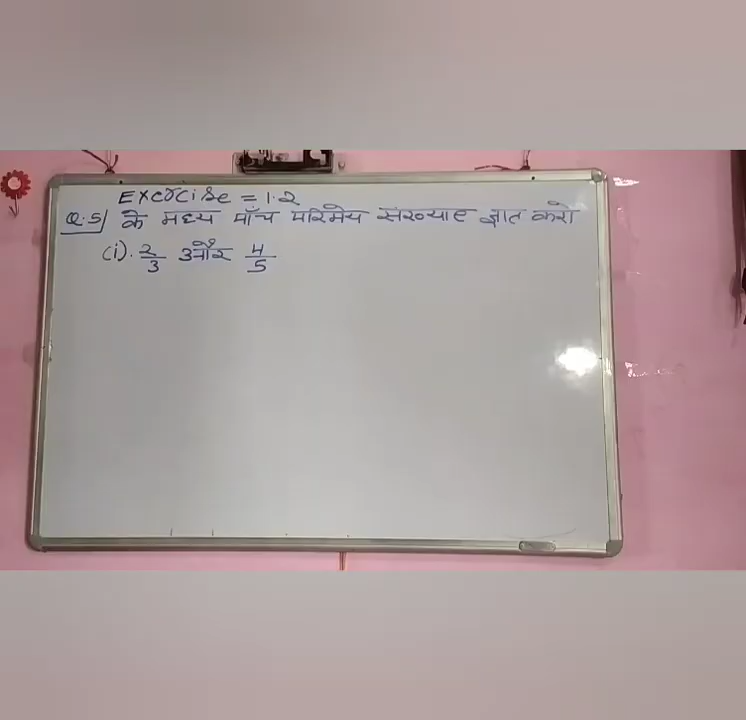 Exercise = 1.2
Q.5 के मध्य पाँच परिमेय संख्याए ज्ञात करो
(i). 2/3 और 4/5